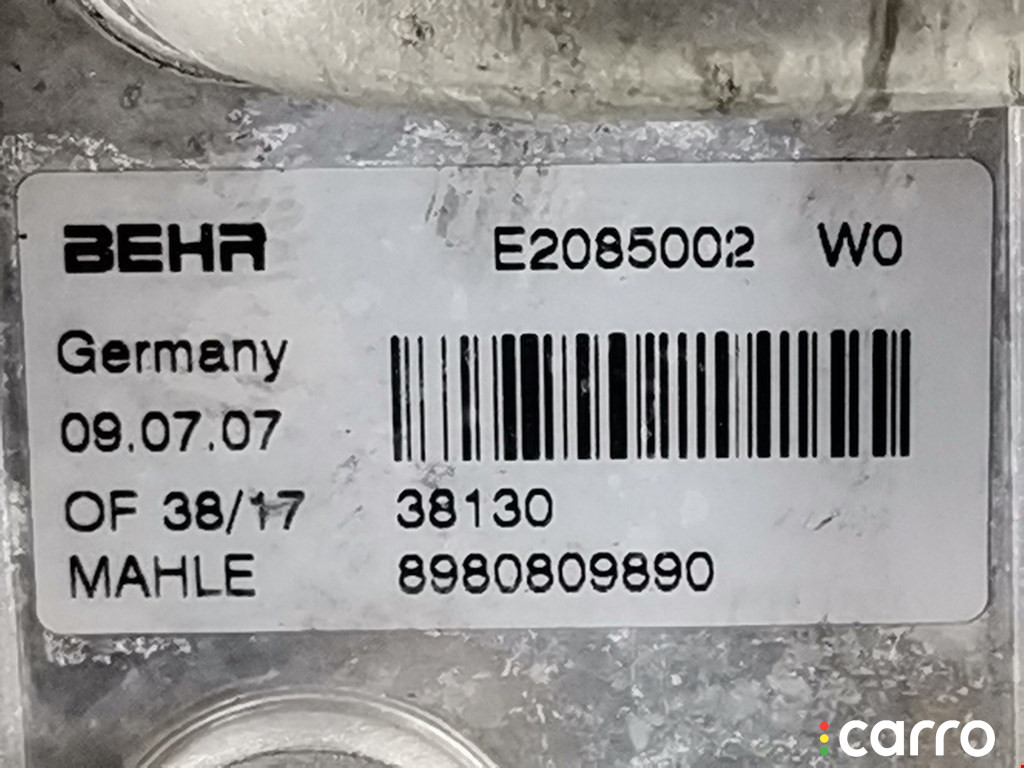 BEHR E2085002 W0
Germany
09.07.07
OF 38/17 38130
MAHLE 8980809890
carro